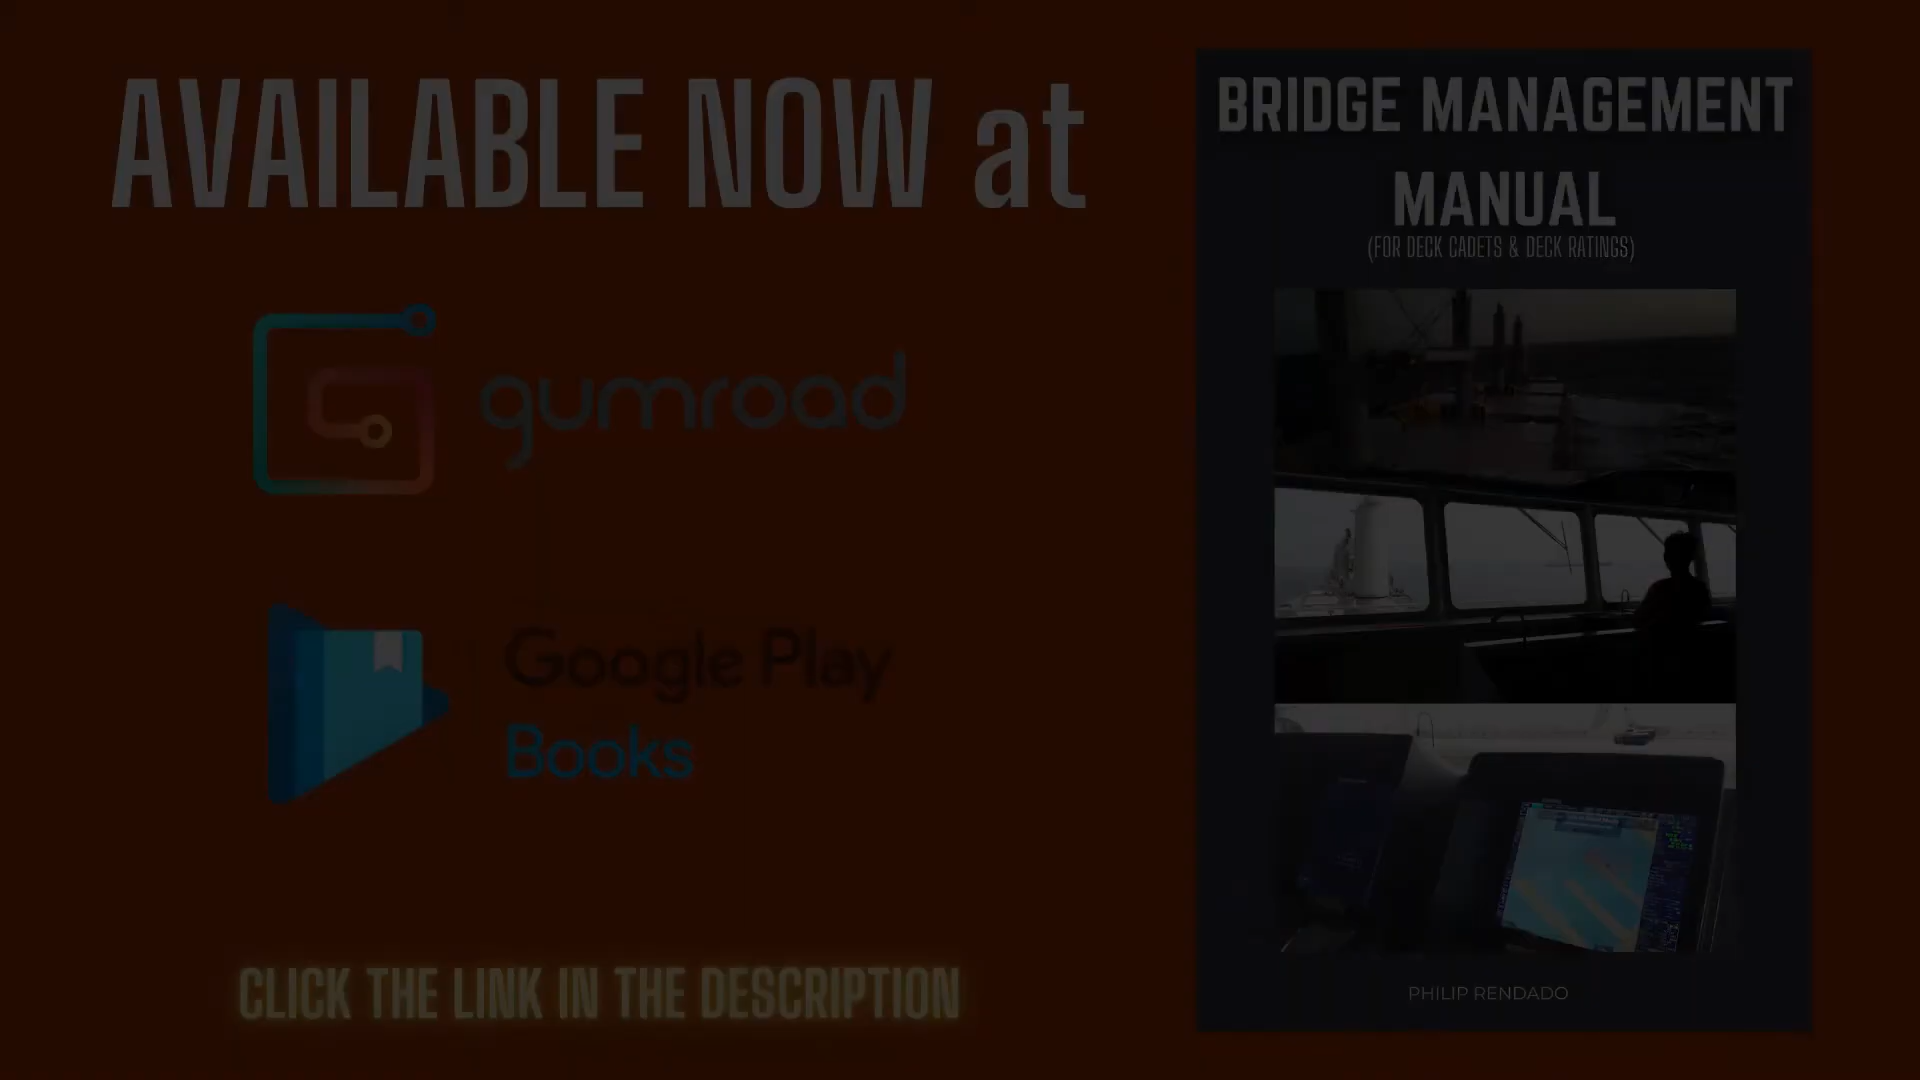 AVAILABLE NOW at
gumroad
Google Play
Books
CLICK THE LINK IN THE DESCRIPTION
BRIDGE MANAGEMENT
MANUAL
(FOR DECK CADETS & DECK RATINGS)
PHILIP RENDADO